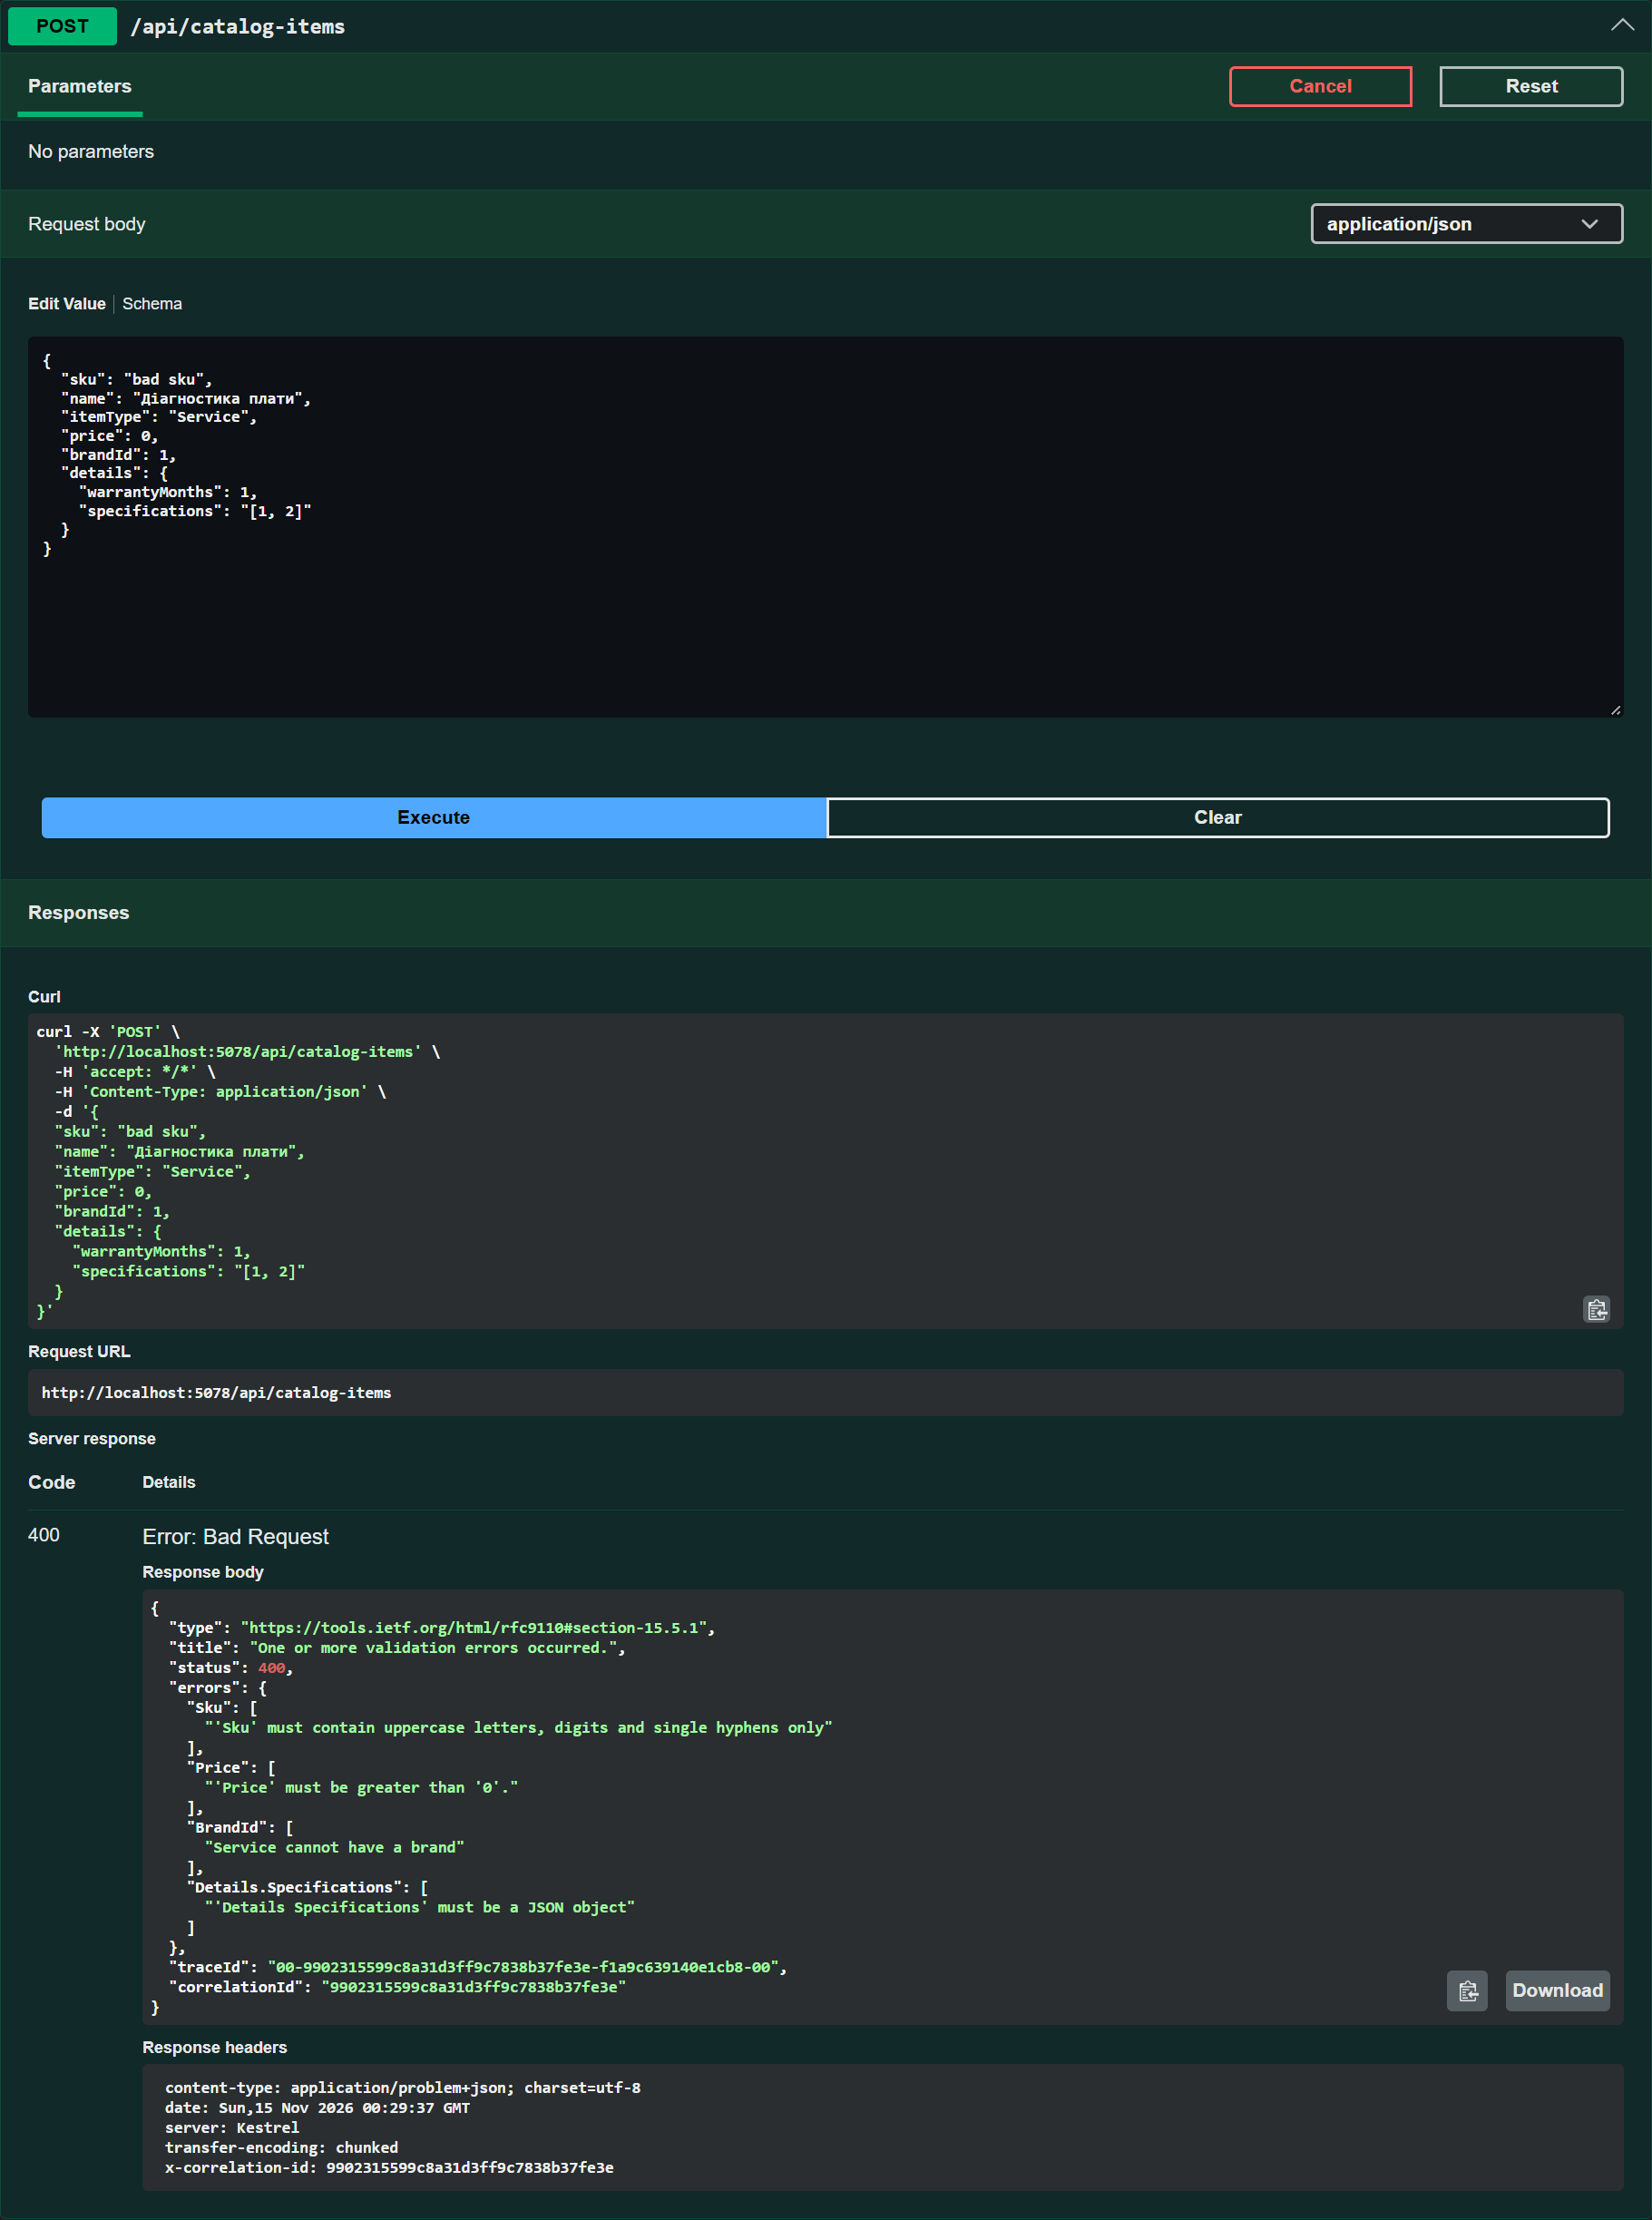 POST /api/catalog-items
Parameters
Cancel
Reset
No parameters
Request body
application/json
Edit Value
Schema
{
  "sku": "bad sku",
  "name": "Діагностика плати",
  "itemType": "Service",
  "price": 0,
  "brandId": 1,
  "details": {
    "warrantyMonths": 1,
    "specifications": "[1, 2]"
  }
}
Execute
Clear
Responses
Curl
curl -X 'POST' \
  'http://localhost:5078/api/catalog-items' \
  -H 'accept: */*' \
  -H 'Content-Type: application/json' \
  -d '{
  "sku": "bad sku",
  "name": "Діагностика плати",
  "itemType": "Service",
  "price": 0,
  "brandId": 1,
  "details": {
    "warrantyMonths": 1,
    "specifications": "[1, 2]"
  }
}'
Request URL
http://localhost:5078/api/catalog-items
Server response
Code
Details
400
Error: Bad Request
Response body
{
  "type": "https://tools.ietf.org/html/rfc9110#section-15.5.1",
  "title": "One or more validation errors occurred.",
  "status": 400,
  "errors": {
    "Sku": [
      "'Sku' must contain uppercase letters, digits and single hyphens only"
    ],
    "Price": [
      "'Price' must be greater than '0'."
    ],
    "BrandId": [
      "Service cannot have a brand"
    ],
    "Details.Specifications": [
      "'Details Specifications' must be a JSON object"
    ]
  },
  "traceId": "00-9902315599c8a31d3ff9c7838b37fe3e-f1a9c639140e1cb8-00",
  "correlationId": "9902315599c8a31d3ff9c7838b37fe3e"
}
Download
Response headers
content-type: application/problem+json; charset=utf-8
date: Sun,15 Nov 2026 00:29:37 GMT
server: Kestrel
transfer-encoding: chunked
x-correlation-id: 9902315599c8a31d3ff9c7838b37fe3e